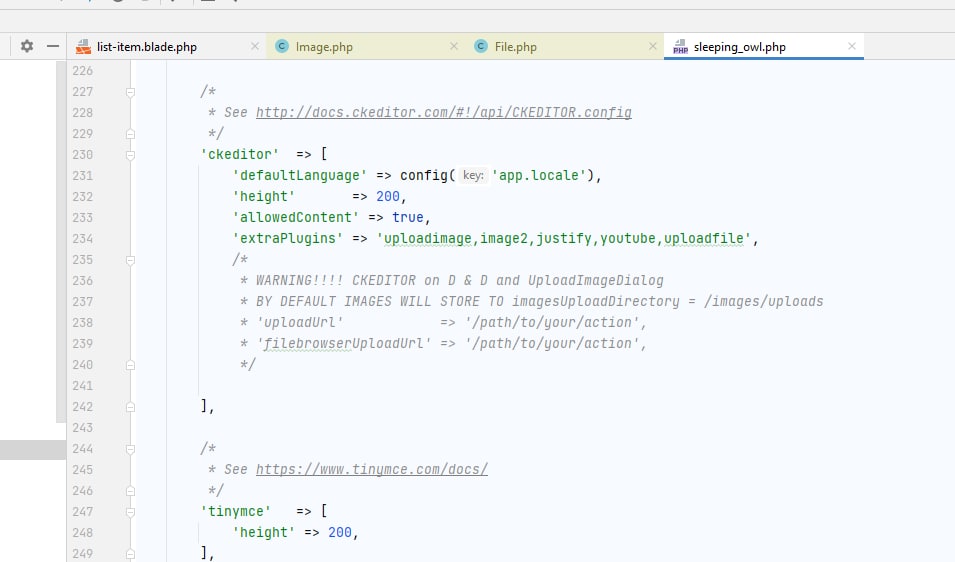 list-item.blade.php Image.php File.php sleeping_owl.php
226
227 /*
228 * See http://docs.ckeditor.com/#!/api/CKEDITOR.config
229 */
230 'ckeditor'  => [
231 'defaultLanguage' => config( key: 'app.locale'),
232 'height'       => 200,
233 'allowedContent' => true,
234 'extraPlugins' => 'uploadimage,image2,justify,youtube,uploadfile',
235 /*
236 * WARNING!!!! CKEDITOR on D & D and UploadImageDialog
237 * BY DEFAULT IMAGES WILL STORE TO imagesUploadDirectory = /images/uploads
238 * 'uploadUrl'            => '/path/to/your/action',
239 * 'filebrowserUploadUrl' => '/path/to/your/action',
240 */
241
242 ],
243
244 /*
245 * See https://www.tinymce.com/docs/
246 */
247 'tinymce'   => [
248 'height' => 200,
249 ],